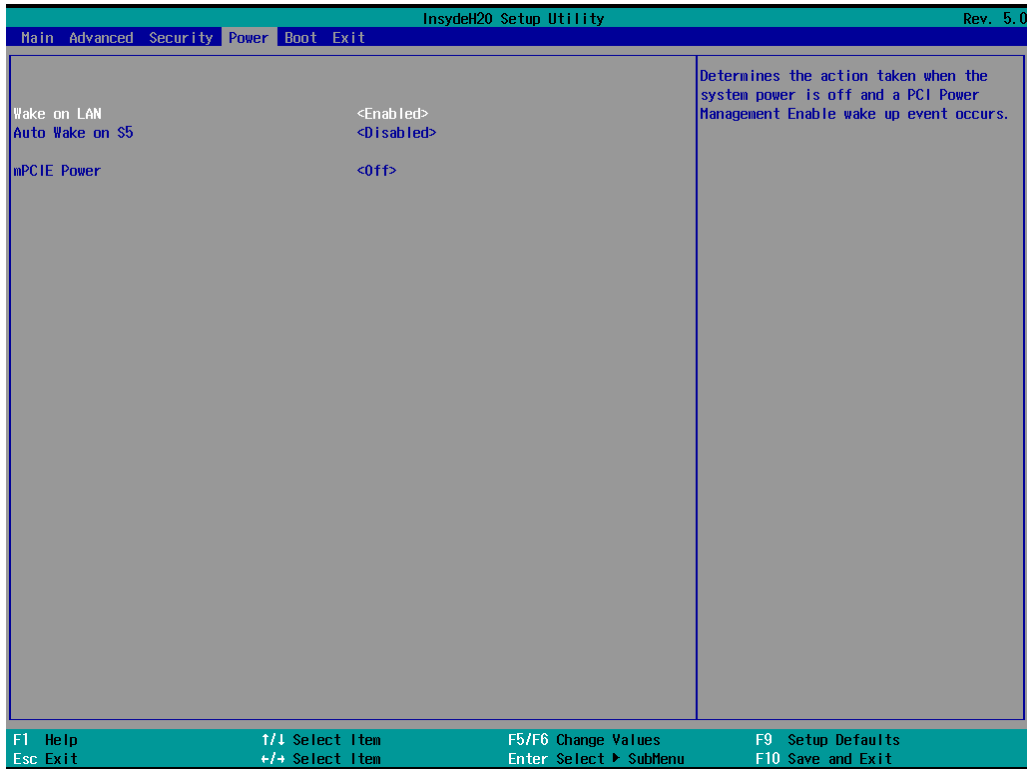 InsydeH2O Setup Utility Rev. 5.0
Main Advanced Security Power Boot Exit
Wake on LAN <Enabled>
Auto Wake on S5 <Disabled>
mPCIE Power <Off>
Determines the action taken when the
system power is off and a PCI Power
Management Enable wake up event occurs.
F1 Help ↑/↓ Select Item F5/F6 Change Values F9 Setup Defaults
Esc Exit ←/→ Select Item Enter Select ▶ SubMenu F10 Save and Exit